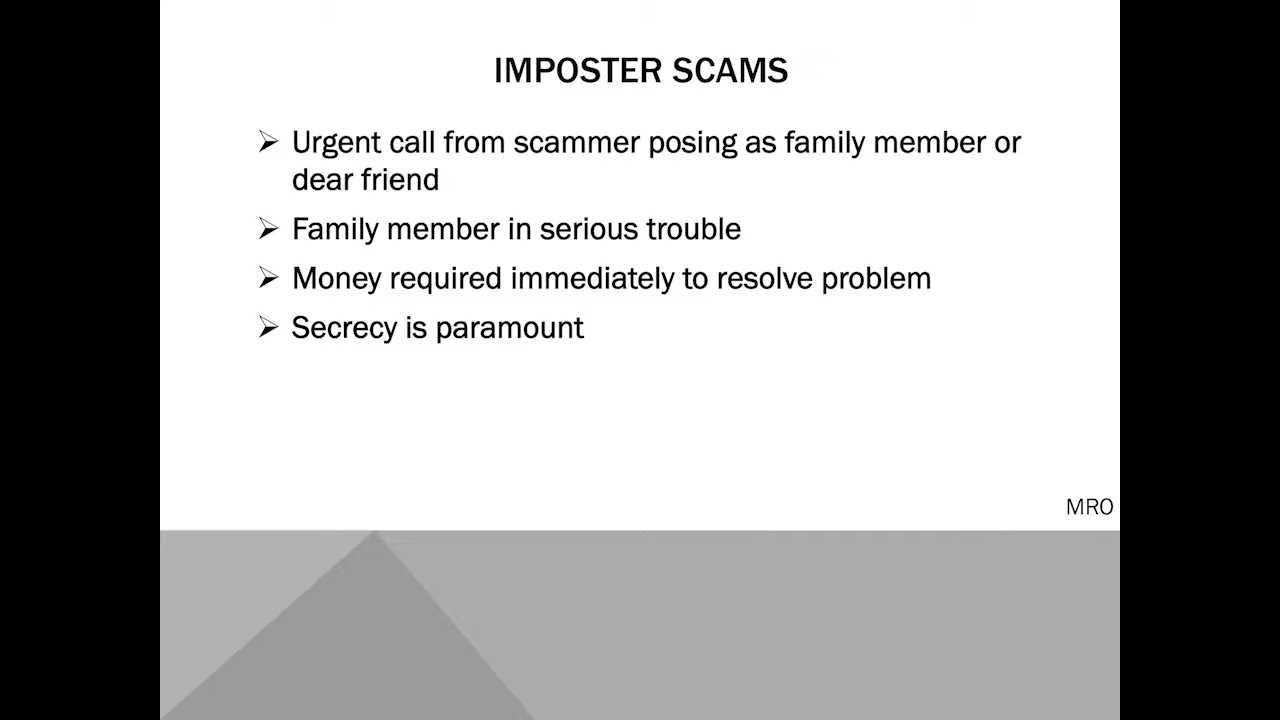 IMPOSTER SCAMS
➢ Urgent call from scammer posing as family member or
dear friend
➢ Family member in serious trouble
➢ Money required immediately to resolve problem
➢ Secrecy is paramount
MRO